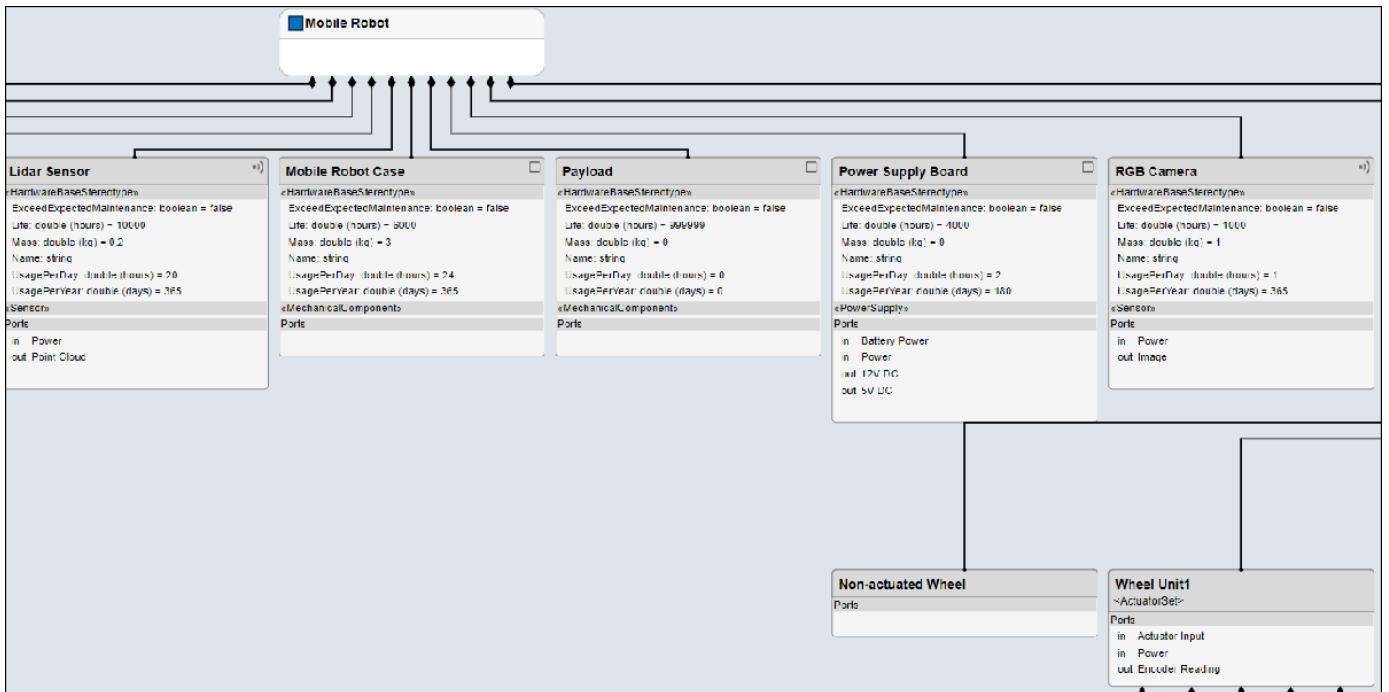 Mobile Robot
Lidar Sensor
«HardwareBaseStereotype»
ExceedExpectedMaintenance: boolean = false
Life: double (hours) = 10000
Mass: double (kg) = 0.2
Name: string
UsagePerDay: double (hours) = 20
UsagePerYear: double (days) = 365
«Sensor»
Ports
in Power
out Point Cloud
Mobile Robot Case
«HardwareBaseStereotype»
ExceedExpectedMaintenance: boolean = false
Life: double (hours) = 6000
Mass: double (kg) = 3
Name: string
UsagePerDay: double (hours) = 24
UsagePerYear: double (days) = 365
«MechanicalComponent»
Ports
Payload
«HardwareBaseStereotype»
ExceedExpectedMaintenance: boolean = false
Life: double (hours) = 999999
Mass: double (kg) = 0
Name: string
UsagePerDay: double (hours) = 0
UsagePerYear: double (days) = 0
«MechanicalComponent»
Ports
Power Supply Board
«HardwareBaseStereotype»
ExceedExpectedMaintenance: boolean = false
Life: double (hours) = 4000
Mass: double (kg) = 0
Name: string
UsagePerDay: double (hours) = 2
UsagePerYear: double (days) = 180
«PowerSupply»
Ports
in Battery Power
in Power
out 12V DC
out 5V DC
RGB Camera
«HardwareBaseStereotype»
ExceedExpectedMaintenance: boolean = false
Life: double (hours) = 1000
Mass: double (kg) = 1
Name: string
UsagePerDay: double (hours) = 1
UsagePerYear: double (days) = 365
«Sensor»
Ports
in Power
out Image
Non-actuated Wheel
Ports
Wheel Unit1
<ActuatorSet>
Ports
in Actuator Input
in Power
out Encoder Reading